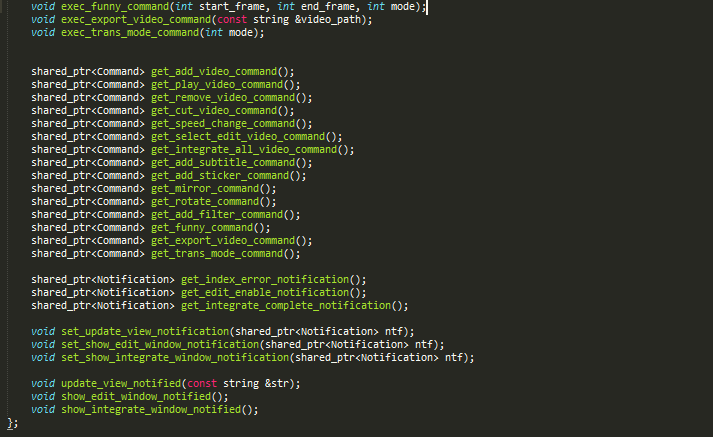 void exec_funny_command(int start_frame, int end_frame, int mode);
void exec_export_video_command(const string &video_path);
void exec_trans_mode_command(int mode);
shared_ptr<Command> get_add_video_command();
shared_ptr<Command> get_play_video_command();
shared_ptr<Command> get_remove_video_command();
shared_ptr<Command> get_cut_video_command();
shared_ptr<Command> get_speed_change_command();
shared_ptr<Command> get_select_edit_video_command();
shared_ptr<Command> get_integrate_all_video_command();
shared_ptr<Command> get_add_subtitle_command();
shared_ptr<Command> get_add_sticker_command();
shared_ptr<Command> get_mirror_command();
shared_ptr<Command> get_rotate_command();
shared_ptr<Command> get_add_filter_command();
shared_ptr<Command> get_funny_command();
shared_ptr<Command> get_export_video_command();
shared_ptr<Command> get_trans_mode_command();
shared_ptr<Notification> get_index_error_notification();
shared_ptr<Notification> get_edit_enable_notification();
shared_ptr<Notification> get_integrate_complete_notification();
void set_update_view_notification(shared_ptr<Notification> ntf);
void set_show_edit_window_notification(shared_ptr<Notification> ntf);
void set_show_integrate_window_notification(shared_ptr<Notification> ntf);
void update_view_notified(const string &str);
void show_edit_window_notified();
void show_integrate_window_notified();
};